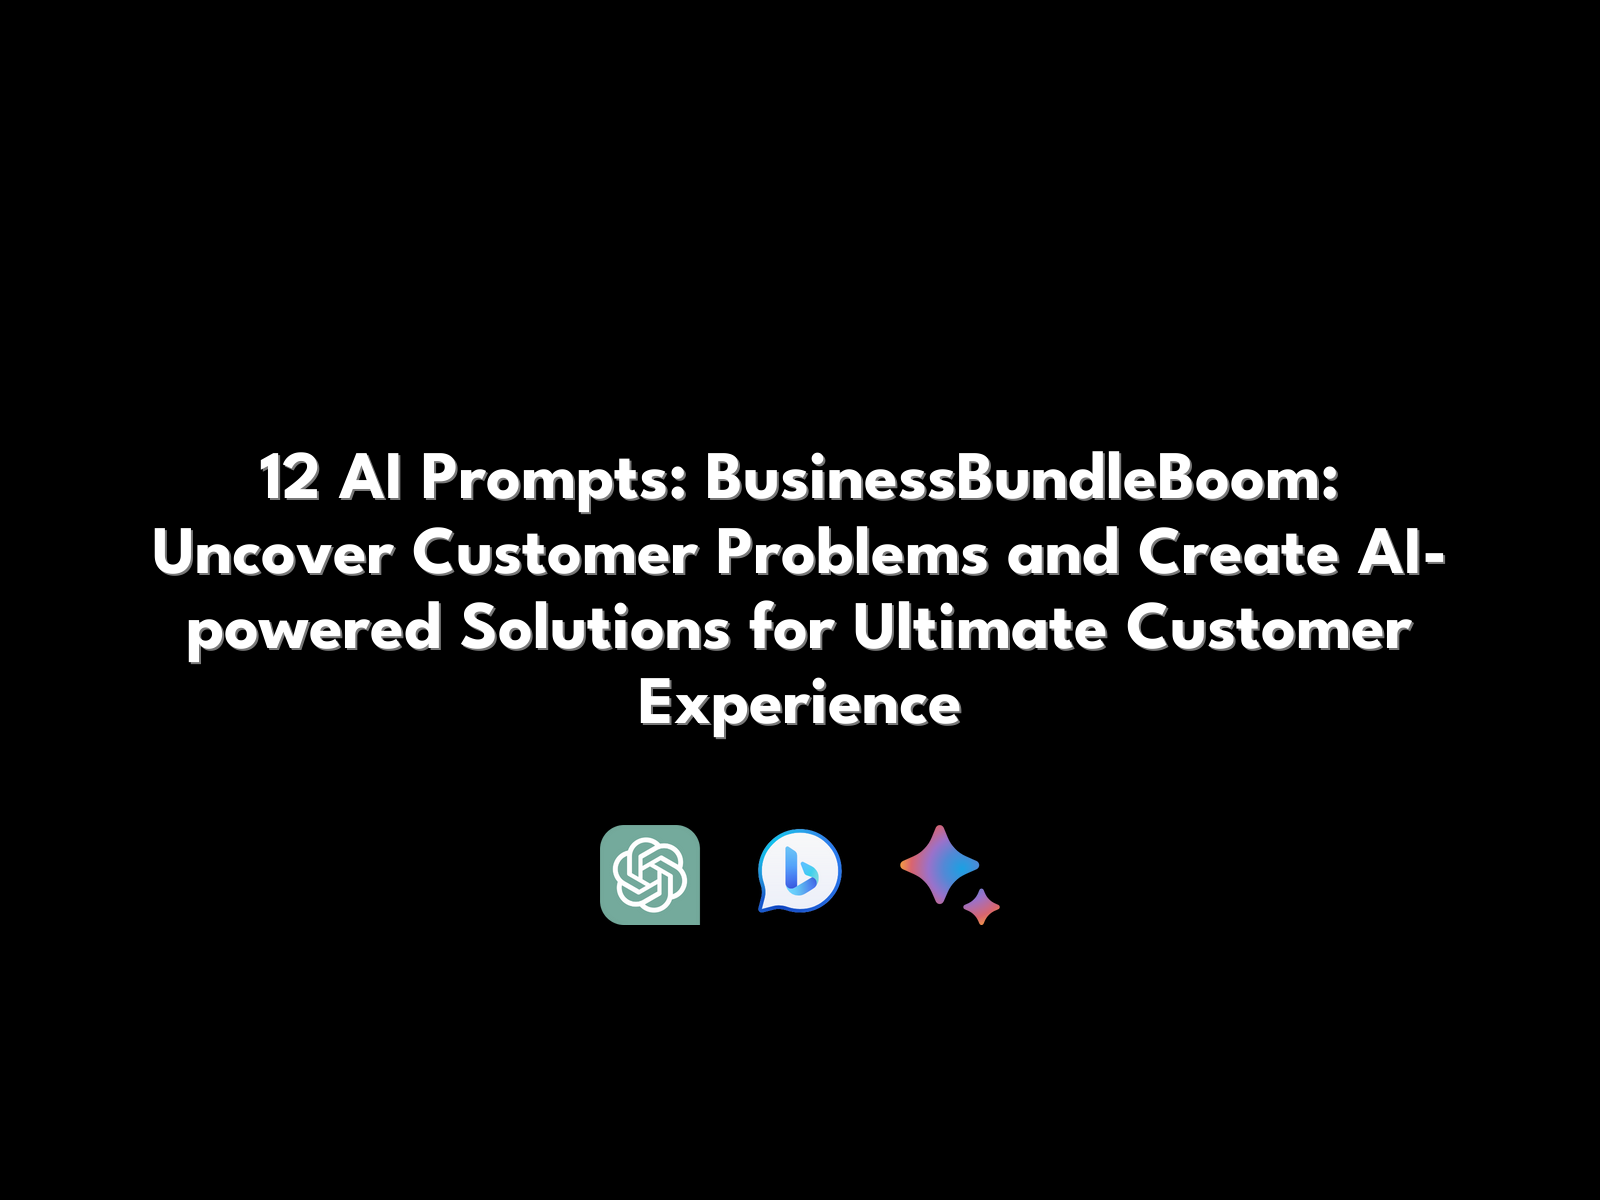 12 AI Prompts: BusinessBundleBoom:
Uncover Customer Problems and Create AI-
powered Solutions for Ultimate Customer
Experience